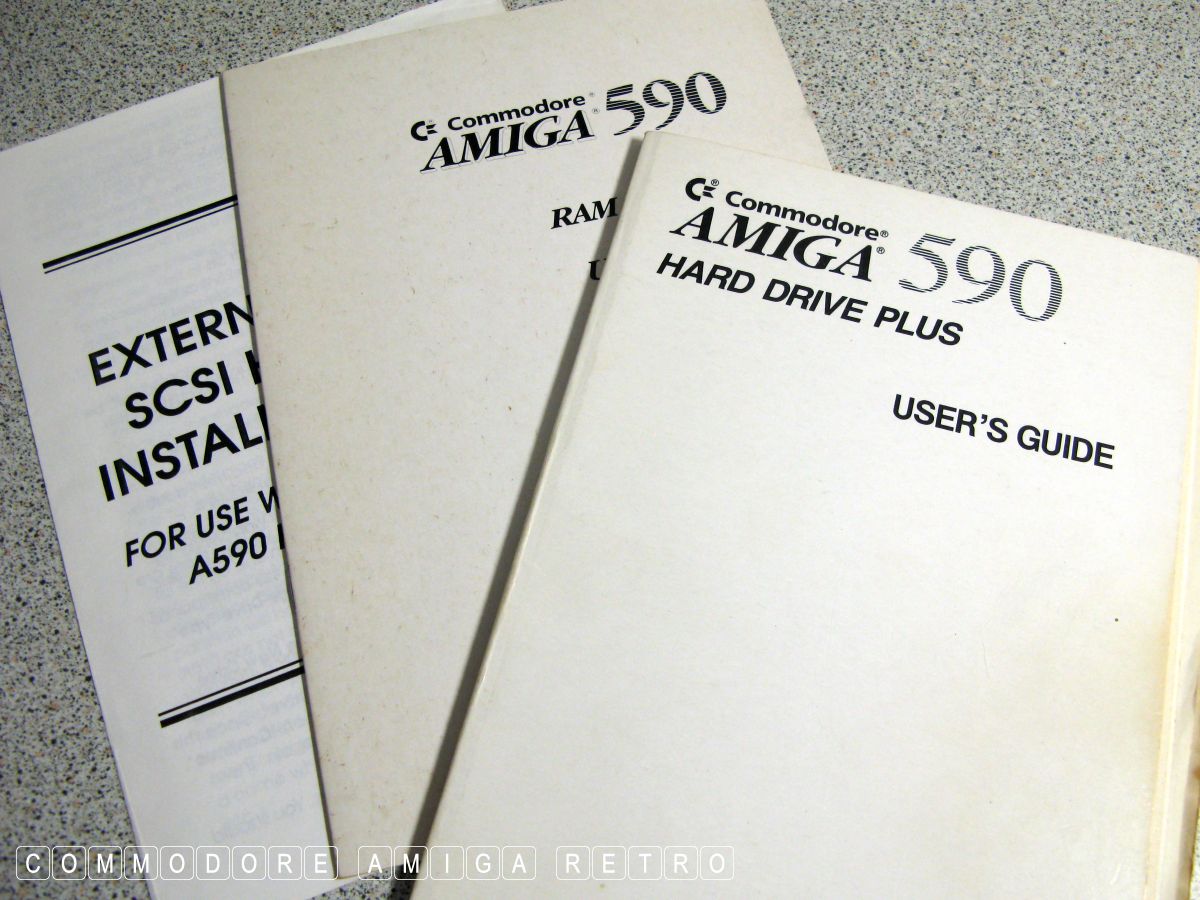 EXTERN
SCSI
INSTAL
FOR USE W
A590
Commodore®
AMIGA® 590
RAM
U
Commodore®
AMIGA® 590
HARD DRIVE PLUS
USER'S GUIDE
COMMODORE AMIGA RETRO